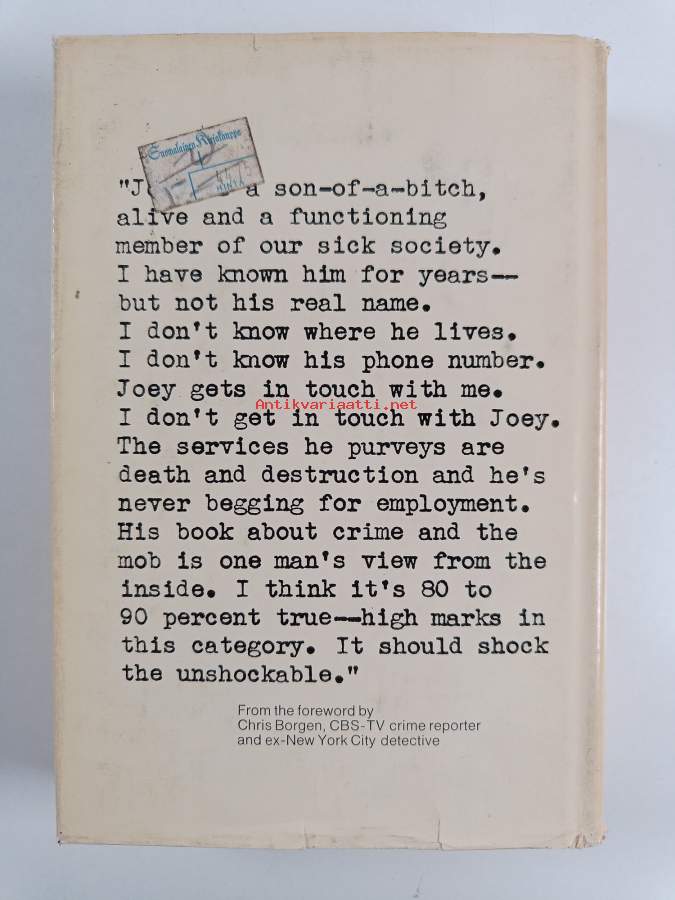 Suomalainen Kirjakauppa
HINTA
"J a son-of-a-bitch,
alive and a functioning
member of our sick society.
I have known him for years--
but not his real name.
I don't know where he lives.
I don't know his phone number.
Joey gets in touch with me.
Antikvariaatti.net
I don't get in touch with Joey.
The services he purveys are
death and destruction and he's
never begging for employment.
His book about crime and the
mob is one man's view from the
inside. I think it's 80 to
90 percent true--high marks in
this category. It should shock
the unshockable."
From the foreword by
Chris Borgen, CBS-TV crime reporter
and ex-New York City detective